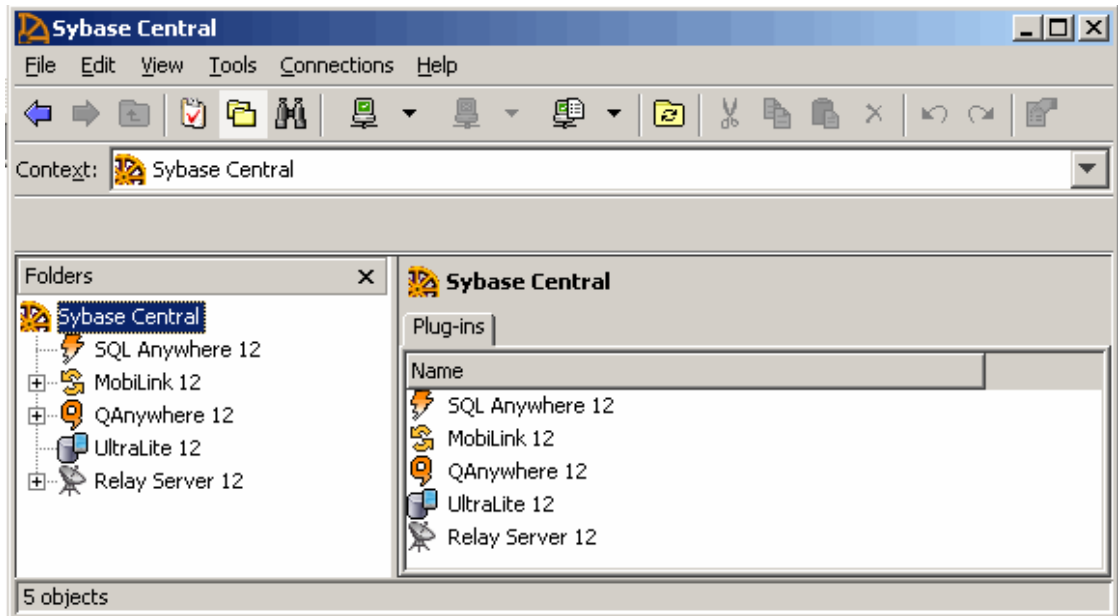 Sybase Central
File Edit View Tools Connections Help
Context: Sybase Central
Folders
Sybase Central
SQL Anywhere 12
MobiLink 12
QAnywhere 12
UltraLite 12
Relay Server 12
Sybase Central
Plug-ins
Name
SQL Anywhere 12
MobiLink 12
QAnywhere 12
UltraLite 12
Relay Server 12
5 objects